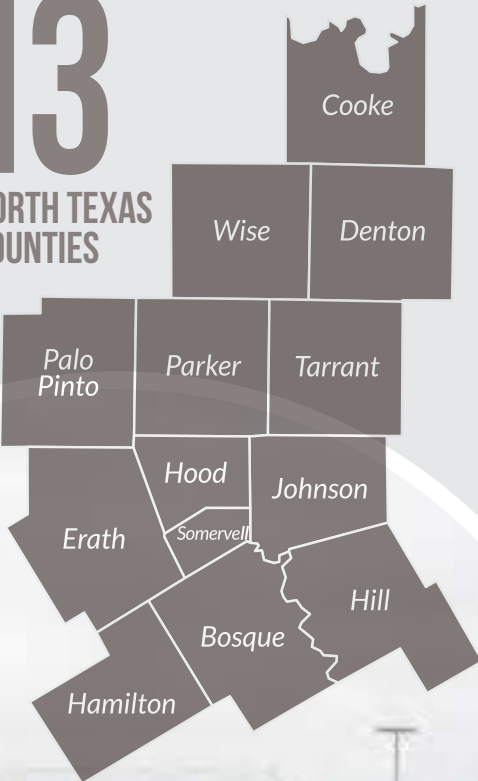 13
ORTH TEXAS
OUNTIES
Cooke
Wise
Denton
Palo
Pinto
Parker
Tarrant
Hood
Johnson
Somervell
Erath
Hill
Bosque
Hamilton